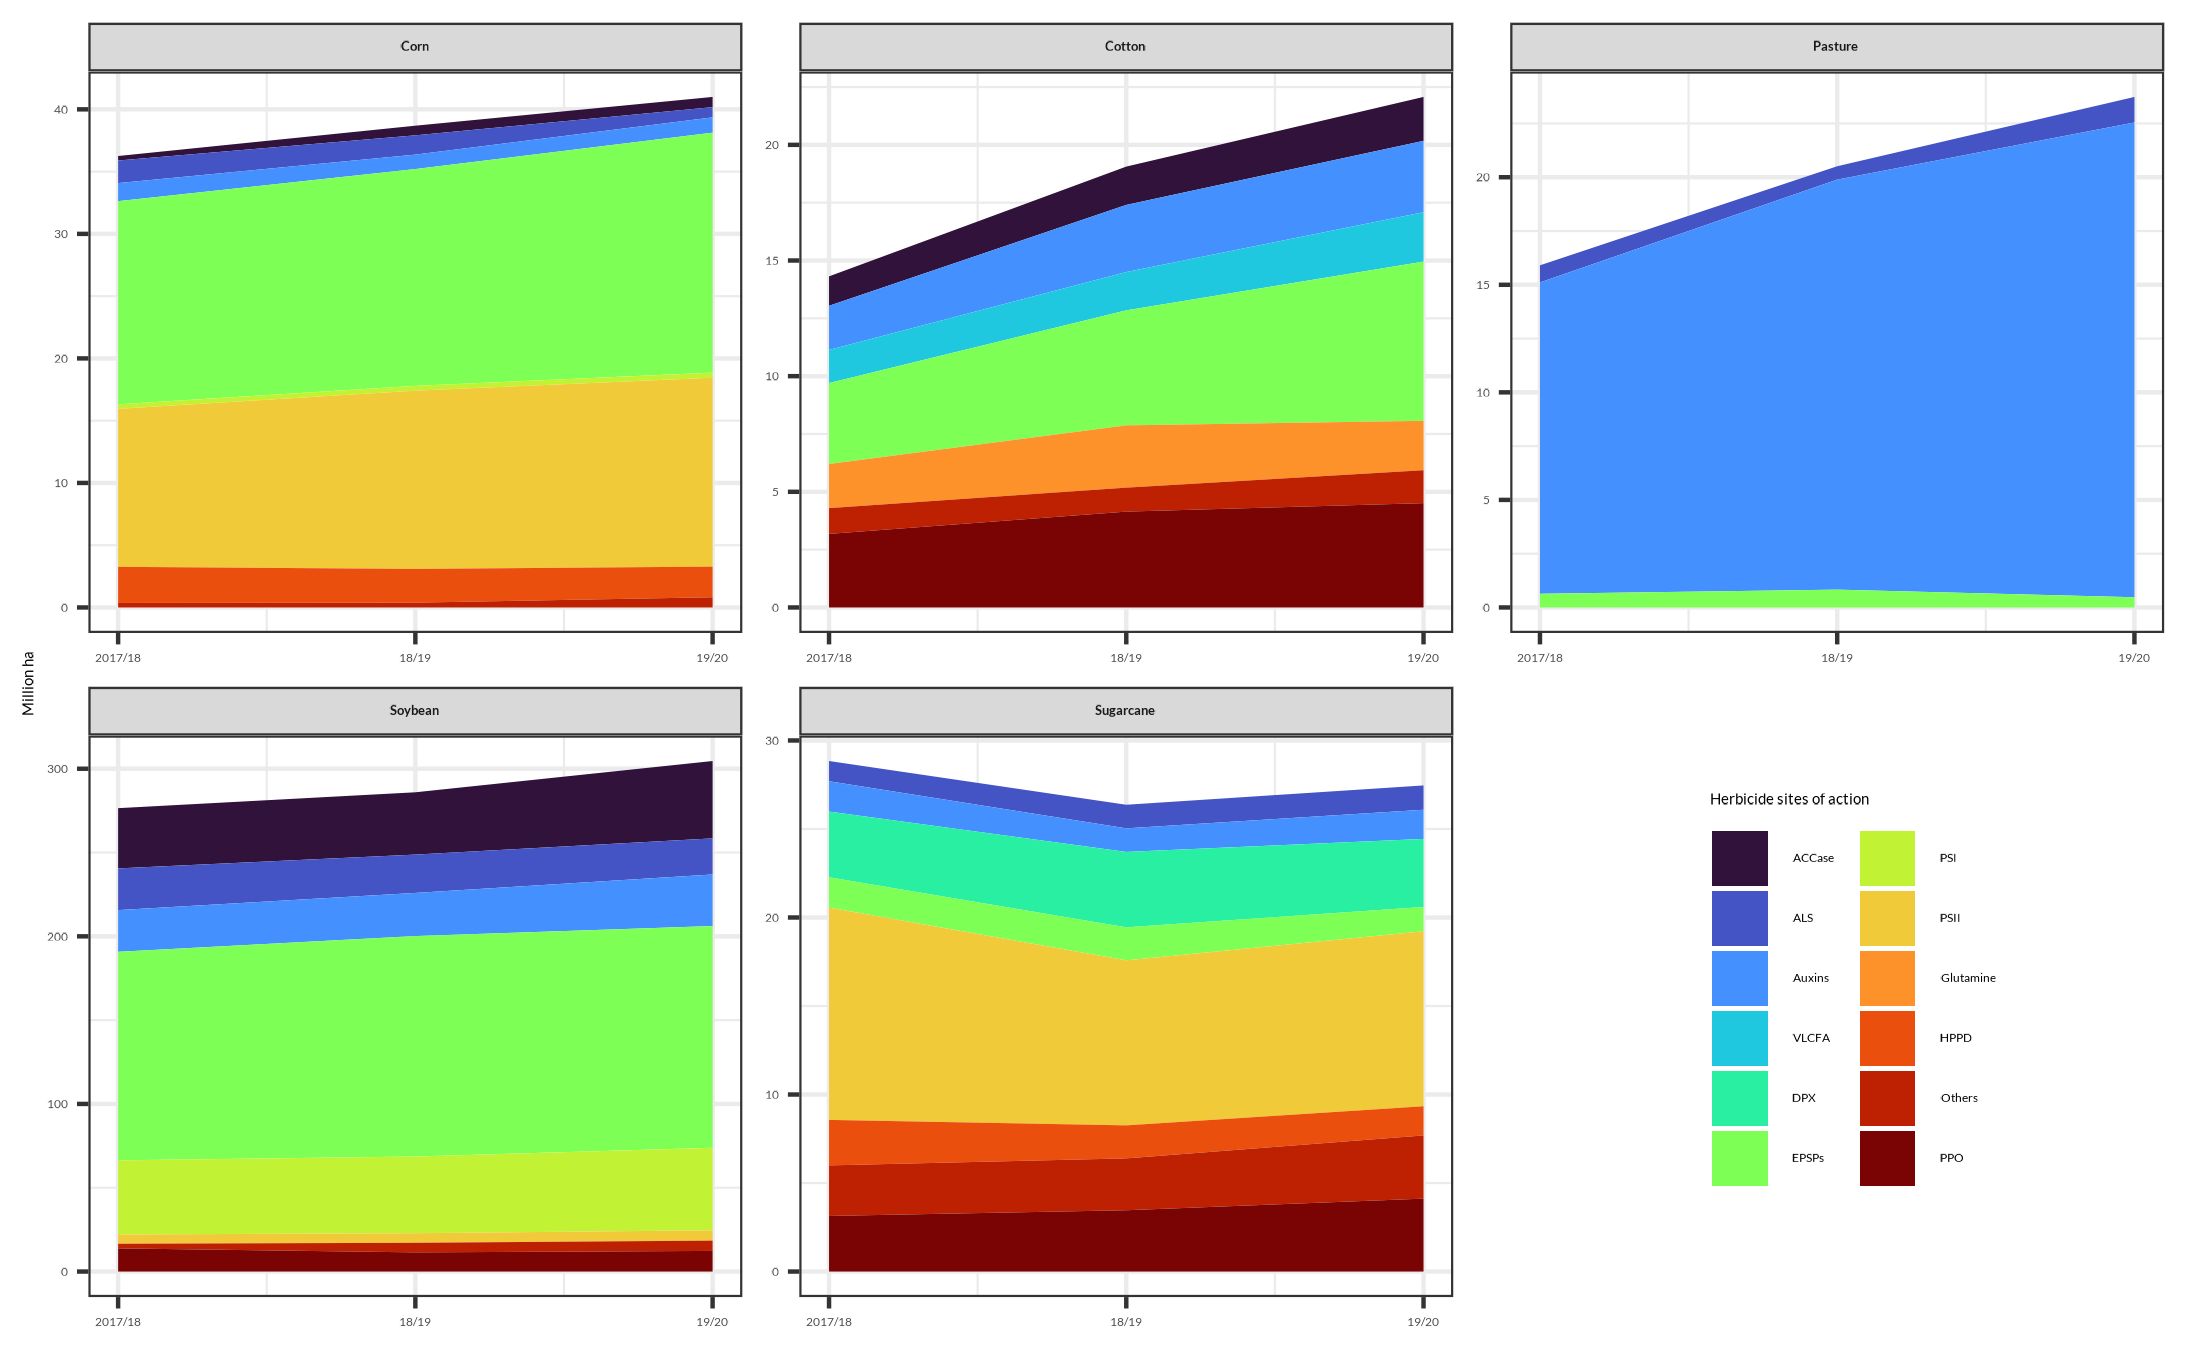 Corn
Cotton
Pasture
40
30
20
10
0
2017/18
18/19
19/20
20
15
10
5
0
2017/18
18/19
19/20
20
15
10
5
0
2017/18
18/19
19/20
Million ha
Soybean
Sugarcane
300
200
100
0
2017/18
18/19
19/20
30
20
10
0
2017/18
18/19
19/20
Herbicide sites of action
ACCase
ALS
Auxins
VLCFA
DPX
EPSPs
PSI
PSII
Glutamine
HPPD
Others
PPO